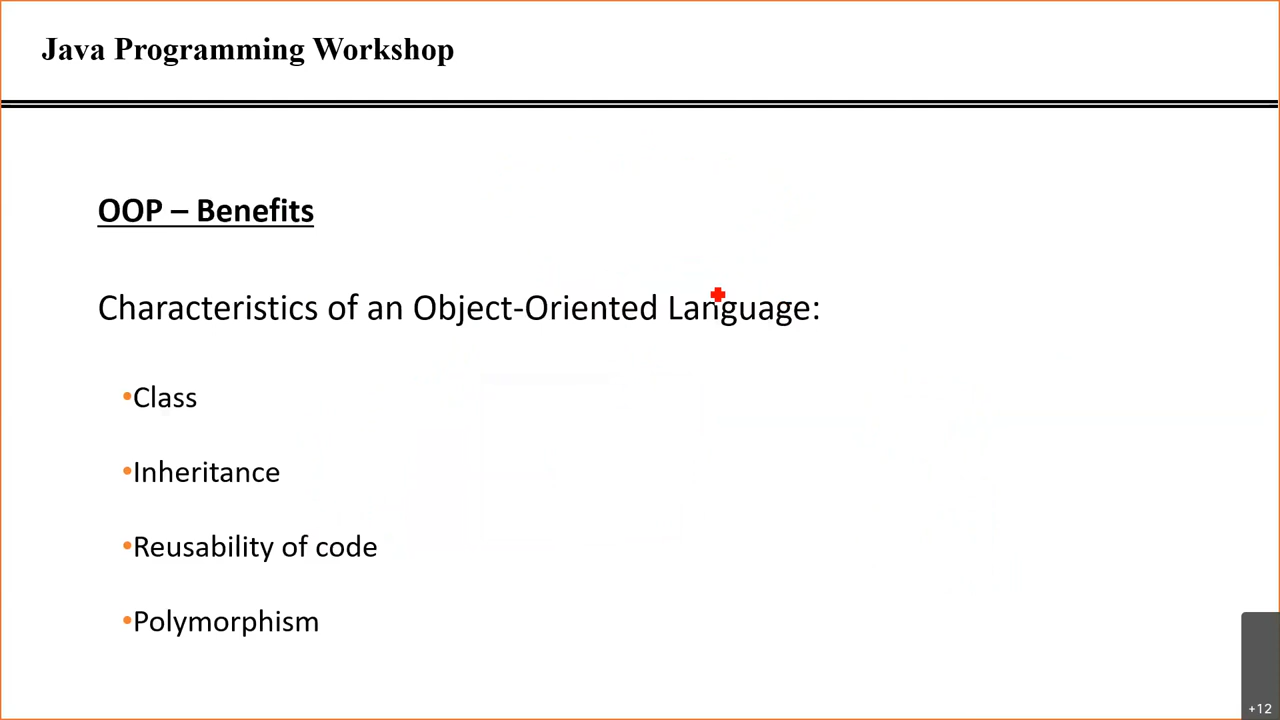 Java Programming Workshop
OOP – Benefits
Characteristics of an Object-Oriented Language:
•Class
•Inheritance
•Reusability of code
•Polymorphism
+12